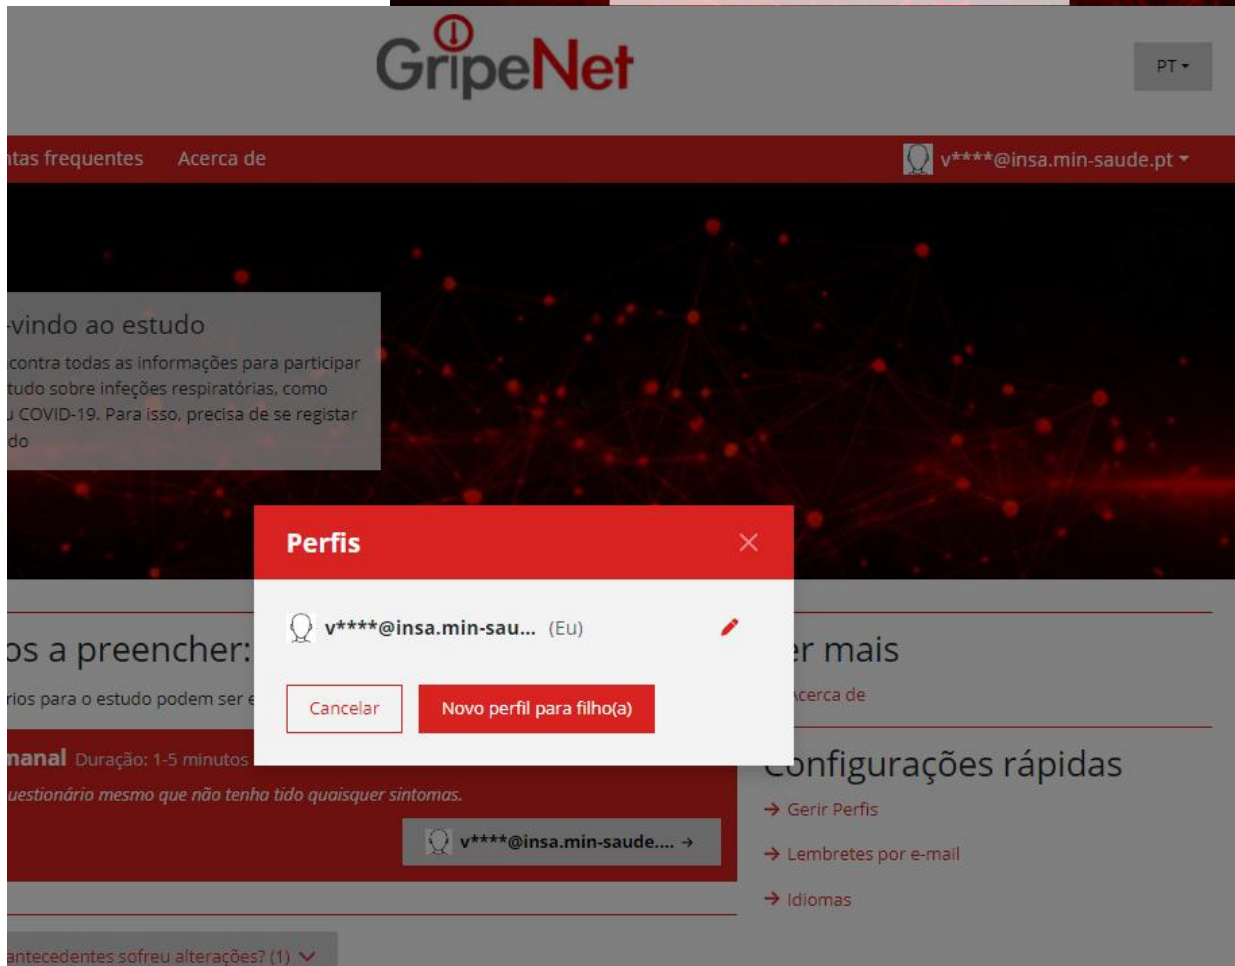 GripeNet
PT
ntas frequentes Acerca de
v****@insa.min-saude.pt
-vindo ao estudo
contra todas as informações para participar
tudo sobre infeções respiratórias, como
u COVID-19. Para isso, precisa de se registar
do
Perfis
v****@insa.min-sau... (Eu)
Cancelar
Novo perfil para filho(a)
os a preencher:
rios para o estudo podem ser e
manal Duração: 1-5 minutos
uestionário mesmo que não tenha tido quaisquer sintomas.
v****@insa.min-saude.... →
antecedentes sofreu alterações? (1)
er mais
Acerca de
Configurações rápidas
→ Gerir Perfis
→ Lembretes por e-mail
→ Idiomas